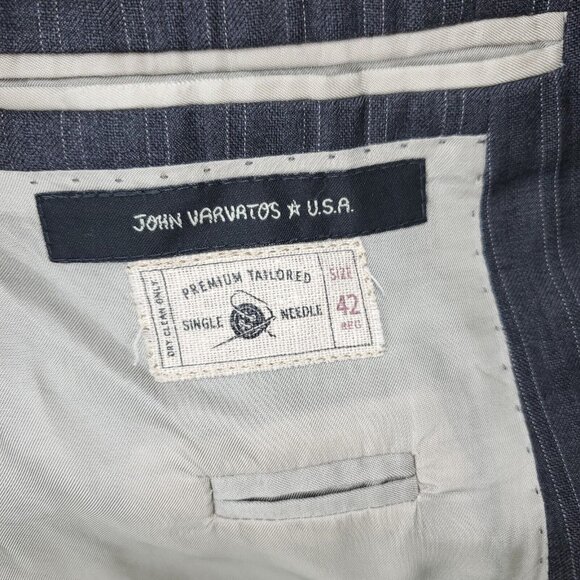 JOHN VARVATOS ★ U.S.A.
DRY CLEAN ONLY
PREMIUM TAILORED
SINGLE NEEDLE
SIZE
42
REG